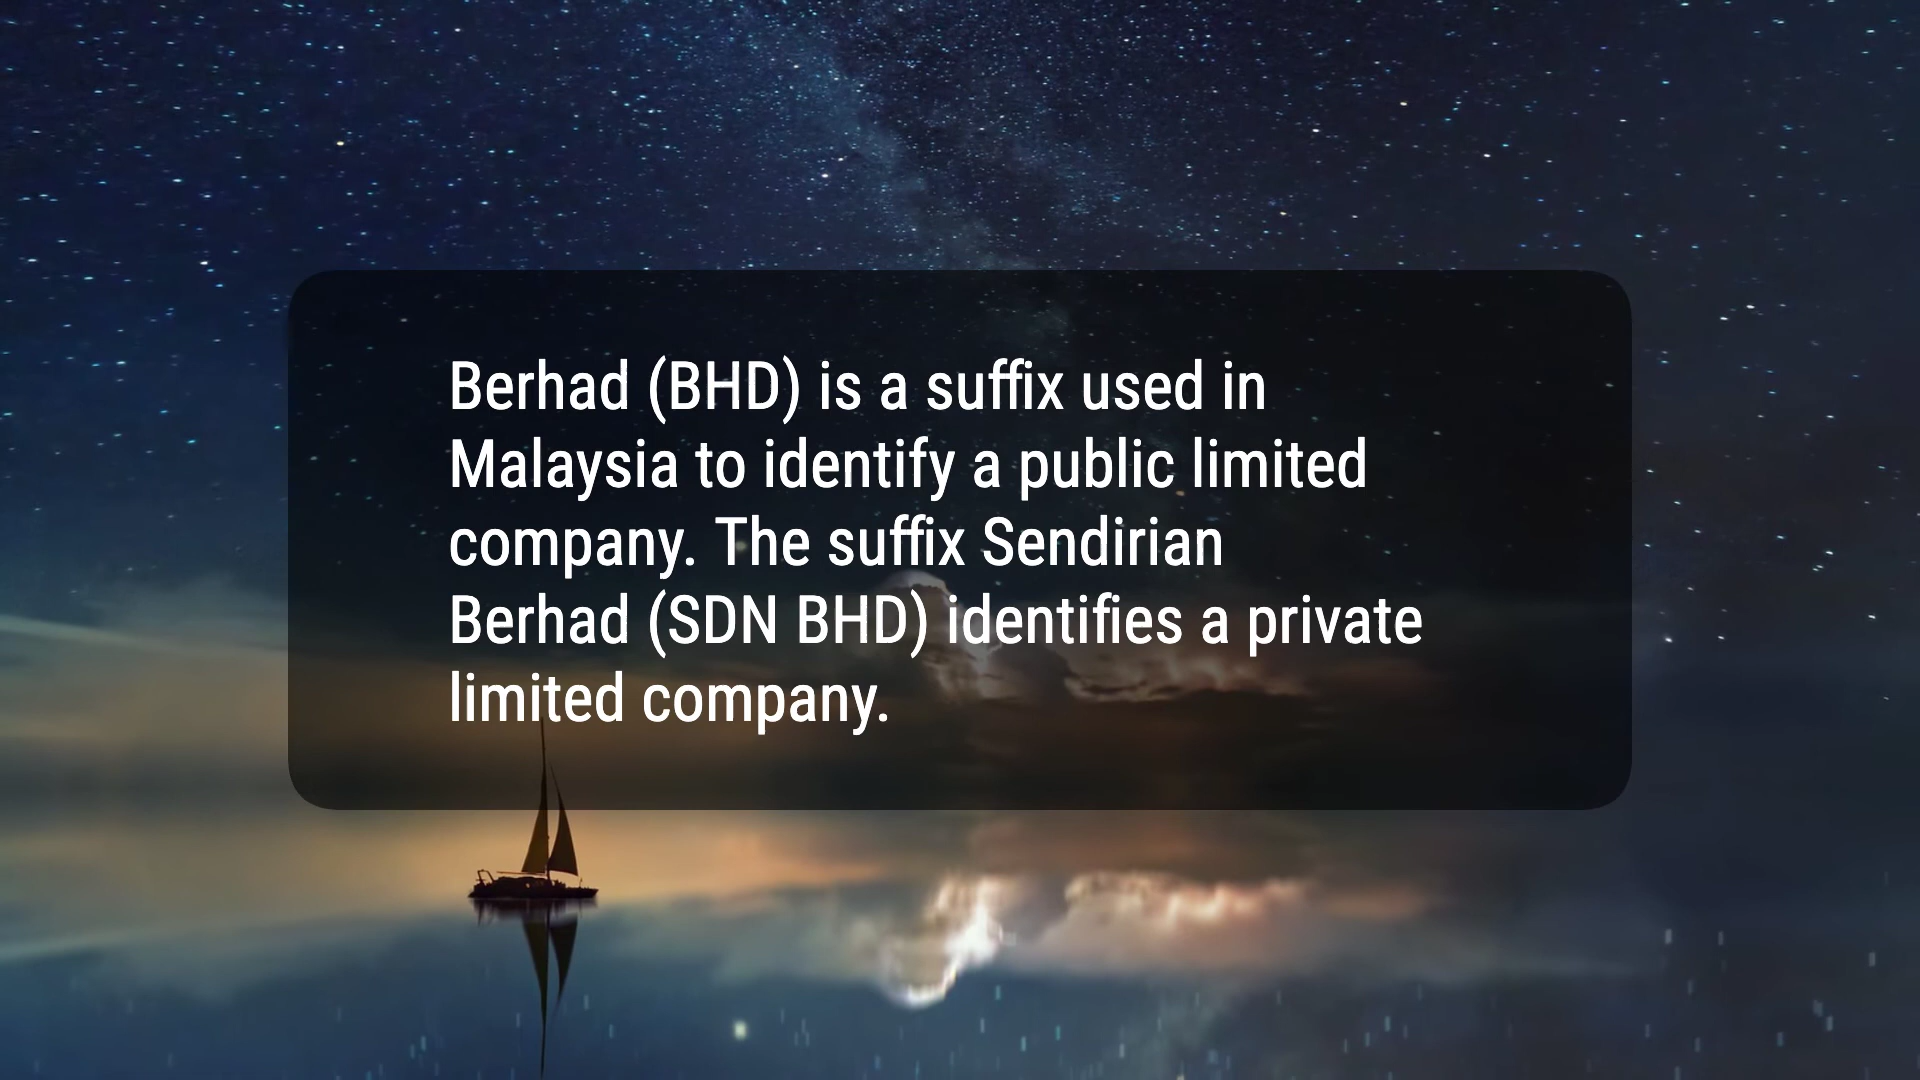 Berhad (BHD) is a suffix used in
Malaysia to identify a public limited
company. The suffix Sendirian
Berhad (SDN BHD) identifies a private
limited company.